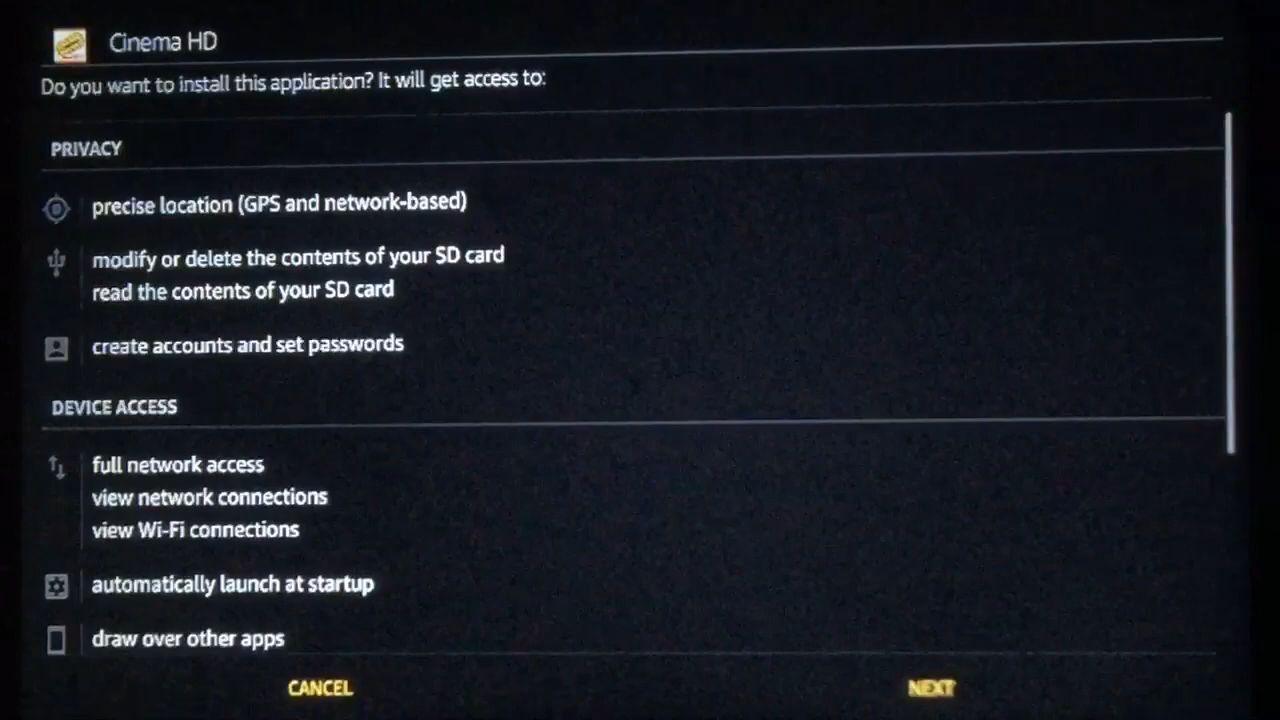 Cinema HD
Do you want to install this application? It will get access to:
PRIVACY
precise location (GPS and network-based)
modify or delete the contents of your SD card
read the contents of your SD card
create accounts and set passwords
DEVICE ACCESS
full network access
view network connections
view Wi-Fi connections
automatically launch at startup
draw over other apps
CANCEL
NEXT